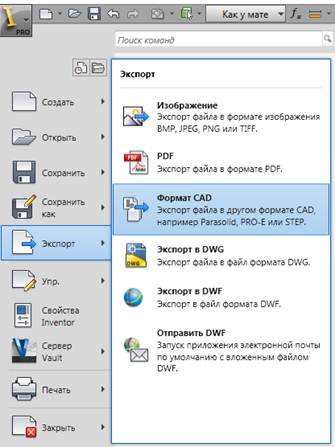 PRO
Как у мате
fx
Поиск команд
Создать
Открыть
Сохранить
Сохранить
как
Экспорт
Упр.
Свойства
Inventor
Сервер
Vault
Печать
Закрыть
Экспорт
Изображение
Экспорт файла в формате изображения
BMP, JPEG, PNG или TIFF.
PDF
Экспорт файла в формате PDF.
Формат CAD
Экспорт файла в другом формате CAD,
например Parasolid, PRO-E или STEP.
Экспорт в DWG
Экспорт файла в файл формата DWG.
Экспорт в DWF
Экспорт в файл формата DWF.
Отправить DWF
Запуск приложения электронной почты
по умолчанию с вложенным файлом
DWF.